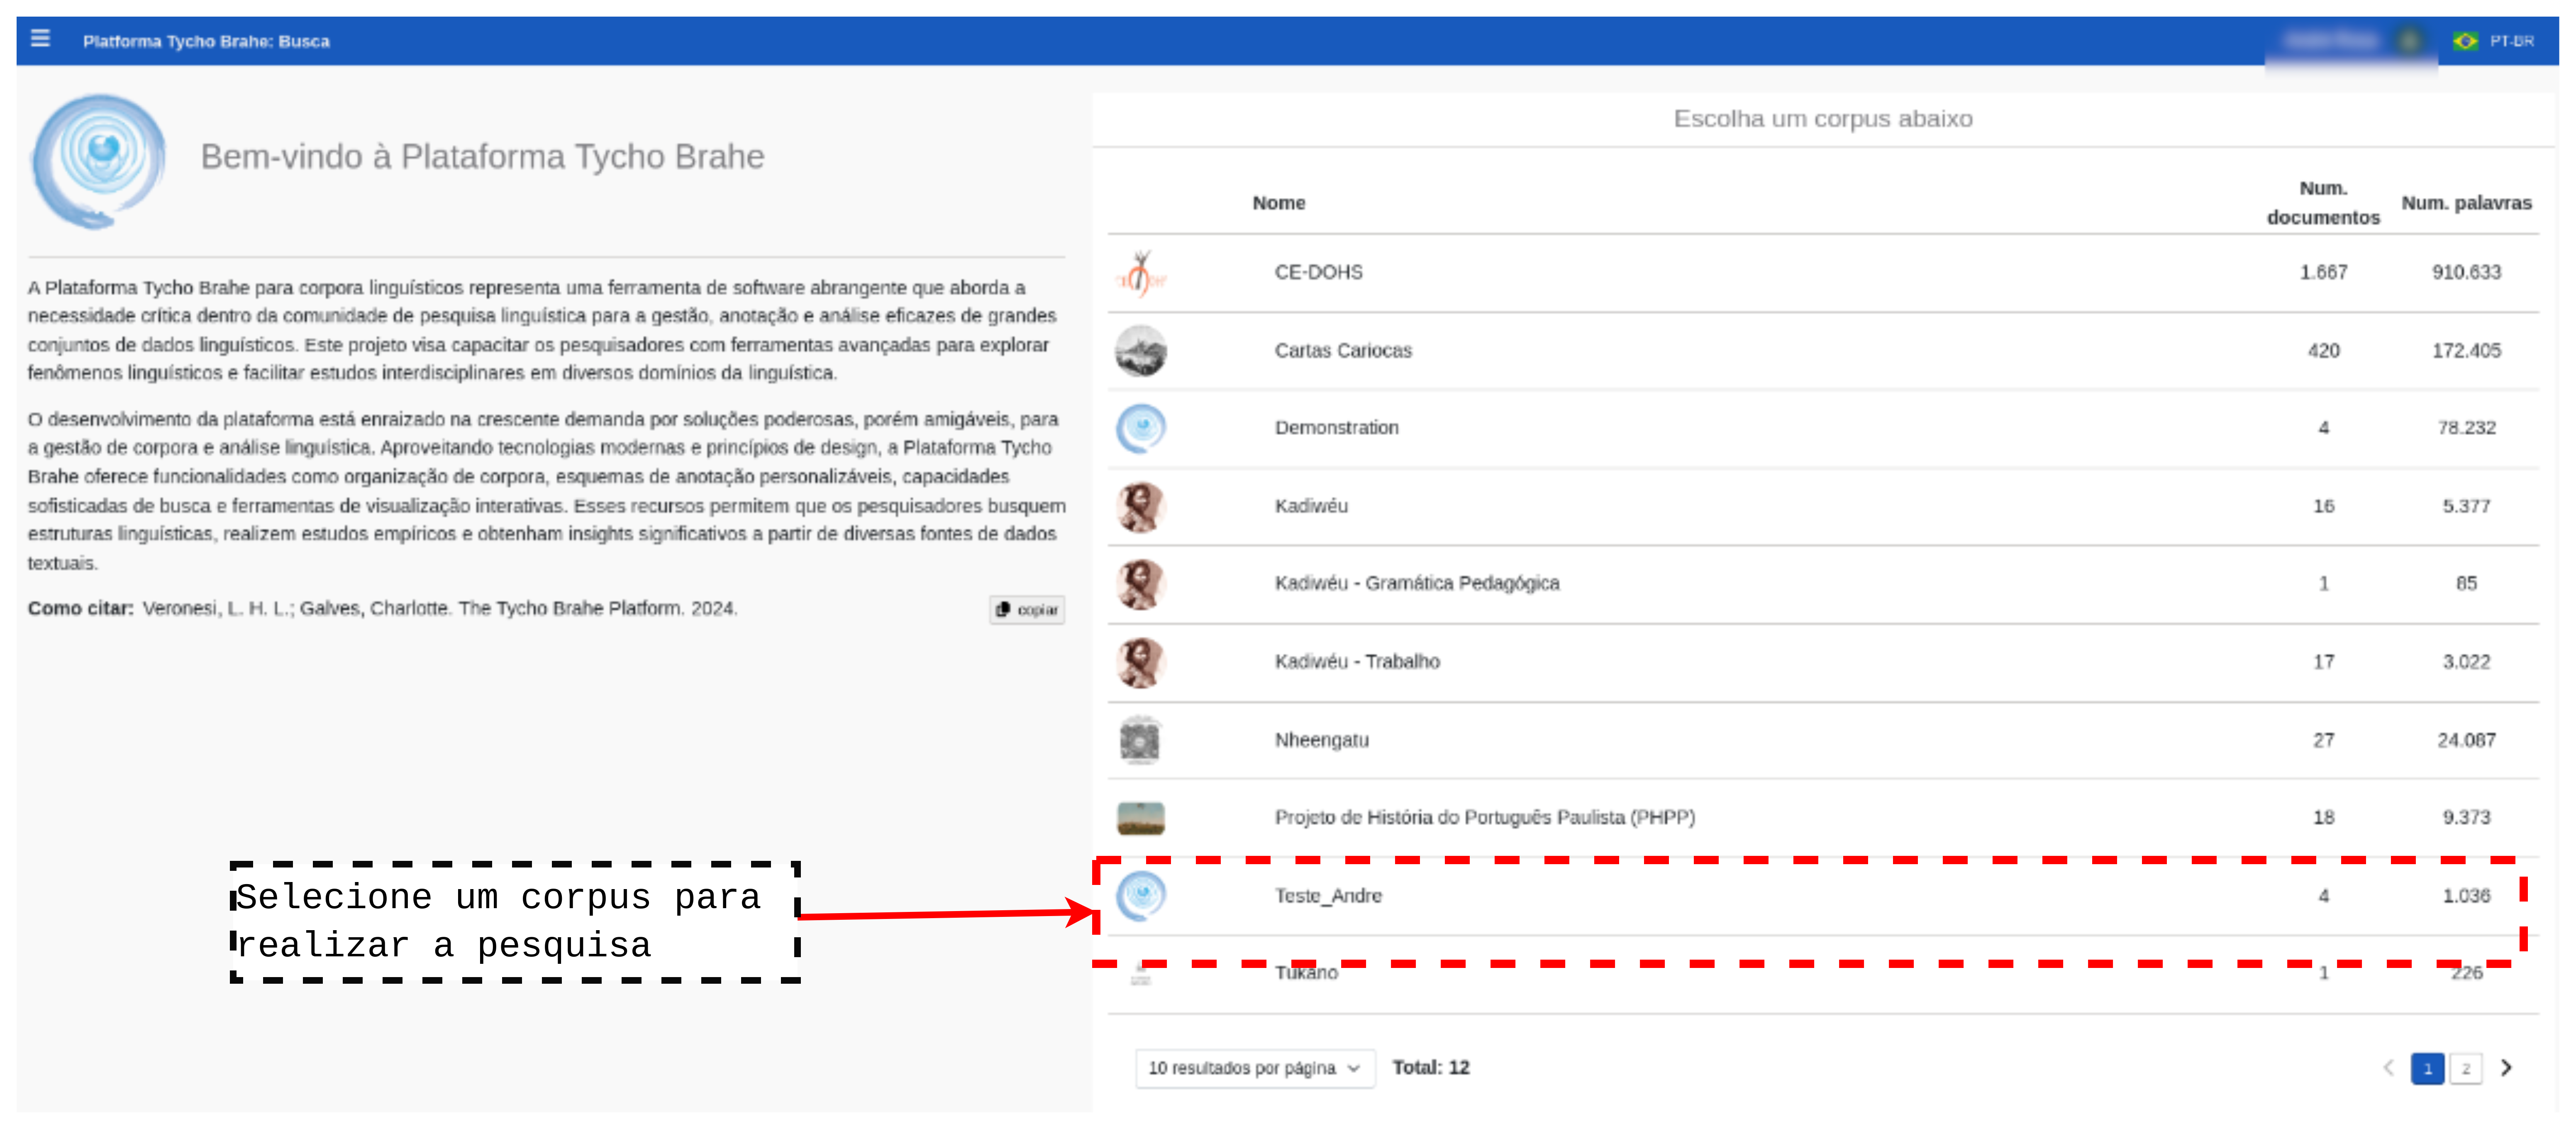 Platforma Tycho Brahe: Busca
PT-BR
Bem-vindo à Plataforma Tycho Brahe
A Plataforma Tycho Brahe para corpora linguísticos representa uma ferramenta de software abrangente que aborda a
necessidade crítica dentro da comunidade de pesquisa linguística para a gestão, anotação e análise eficazes de grandes
conjuntos de dados linguísticos. Este projeto visa capacitar os pesquisadores com ferramentas avançadas para explorar
fenômenos linguísticos e facilitar estudos interdisciplinares em diversos domínios da linguística.
O desenvolvimento da plataforma está enraizado na crescente demanda por soluções poderosas, porém amigáveis, para
a gestão de corpora e análise linguística. Aproveitando tecnologias modernas e princípios de design, a Plataforma Tycho
Brahe oferece funcionalidades como organização de corpora, esquemas de anotação personalizáveis, capacidades
sofisticadas de busca e ferramentas de visualização interativas. Esses recursos permitem que os pesquisadores busquem
estruturas linguísticas, realizem estudos empíricos e obtenham insights significativos a partir de diversas fontes de dados
textuais.
Como citar: Veronesi, L. H. L.; Galves, Charlotte. The Tycho Brahe Platform. 2024.
copiar
Selecione um corpus para
realizar a pesquisa
Escolha um corpus abaixo
Nome Num. documentos Num. palavras
CE-DOHS 1.667 910.633
Cartas Cariocas 420 172.405
Demonstration 4 78.232
Kadiwéu 16 5.377
Kadiwéu - Gramática Pedagógica 1 85
Kadiwéu - Trabalho 17 3.022
Nheengatu 27 24.087
Projeto de História do Português Paulista (PHPP) 18 9.373
Teste_Andre 4 1.036
Tukano 1 226
10 resultados por página Total: 12
1 2